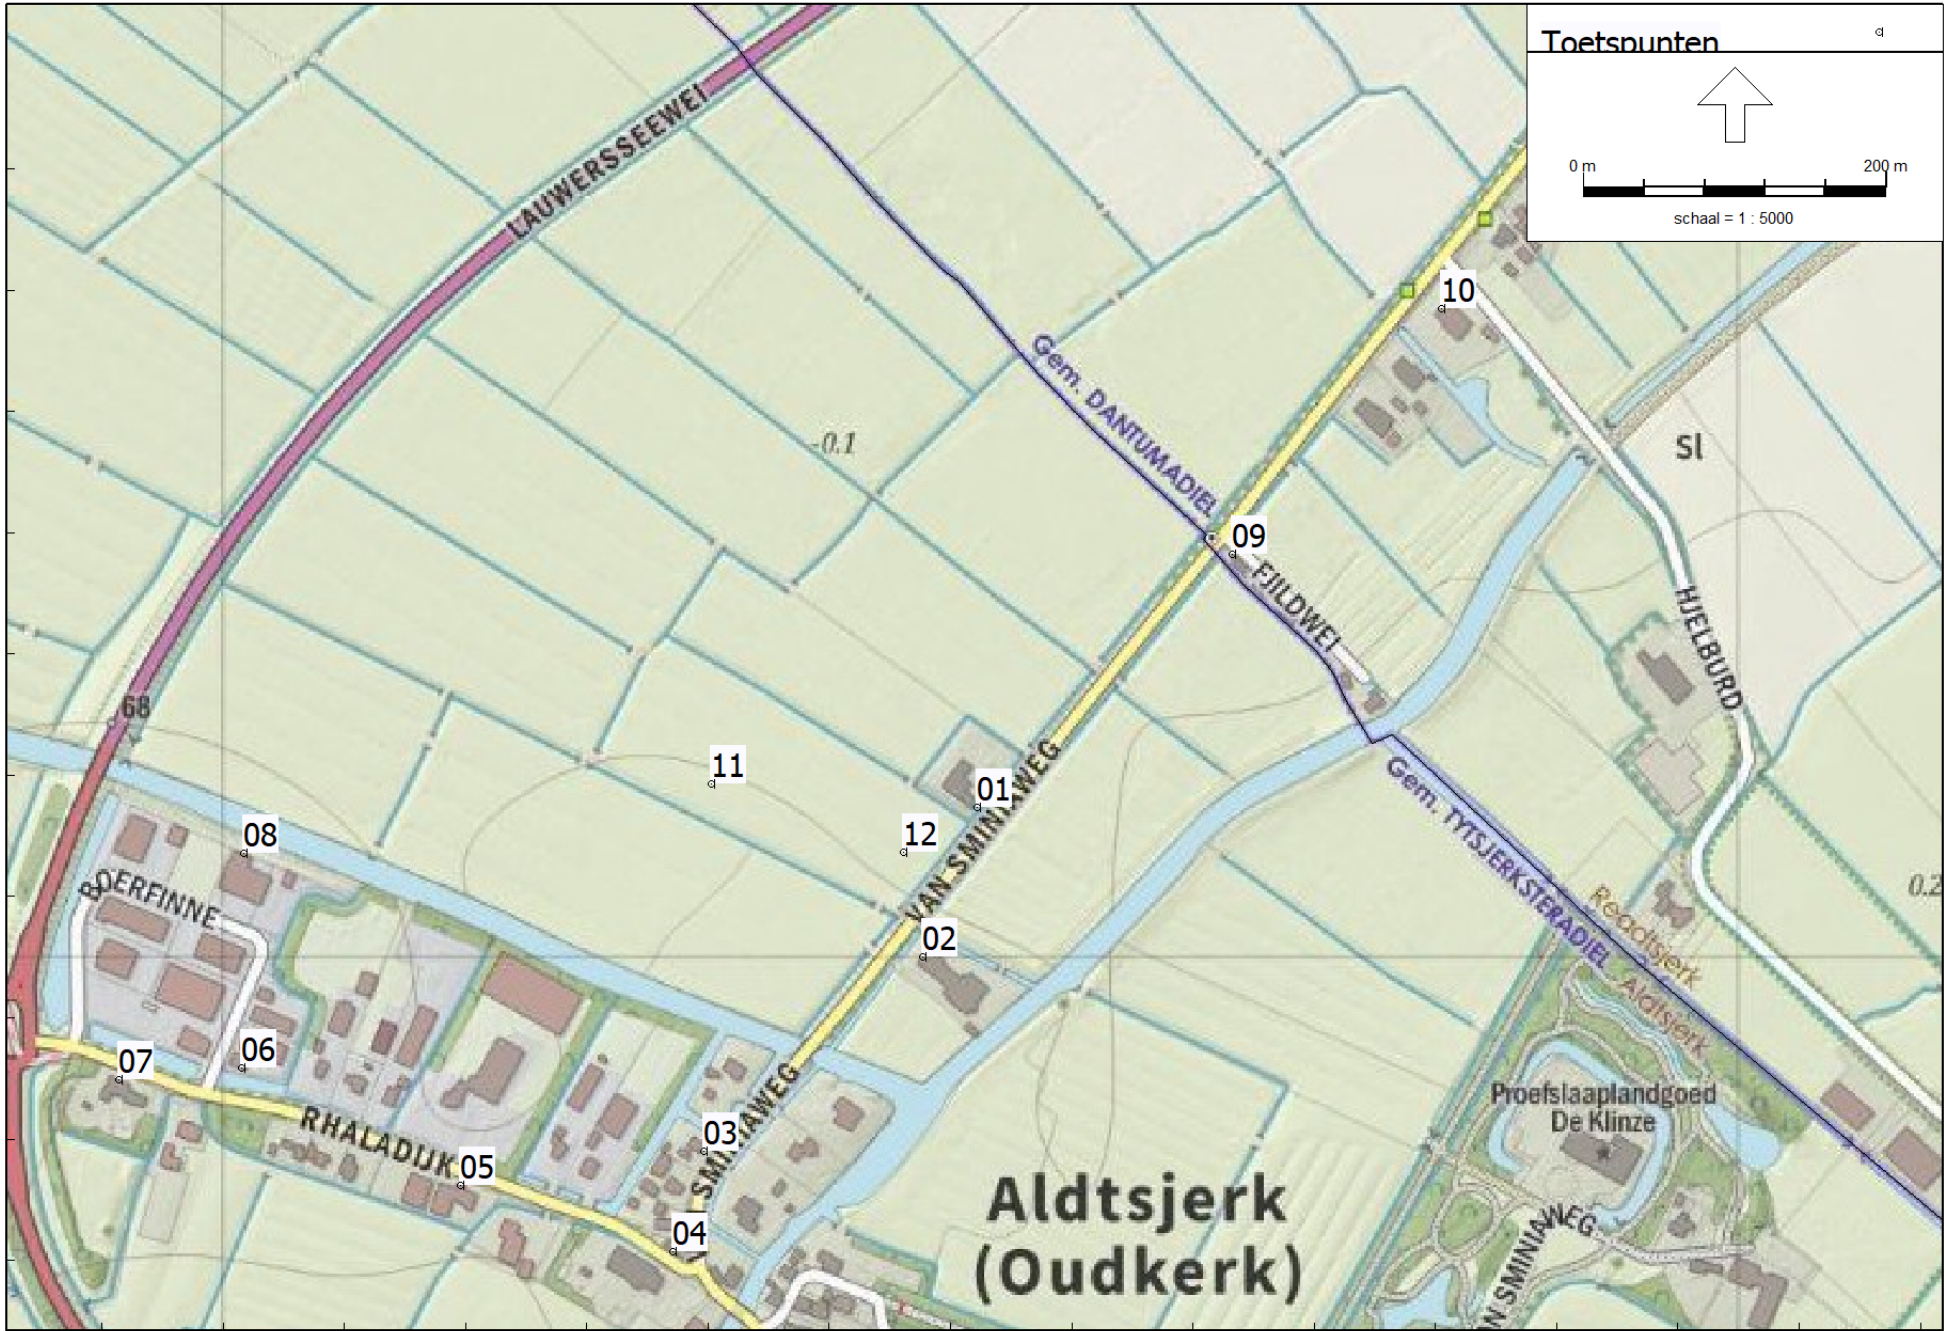 Toetspunten
0 m
200 m
schaal = 1 : 5000
LAUWERSSEEWEI
10
Gem. DANTUMADIEL
-0.1
Sl
09
FJILDWEI
HJELBURD
68
11
01
12
08
VAN SMINIAWEG
Gem. TYTSJERKSTERADIEL
BOERFINNE
02
0.2
Readtsjerk
Aldtsjerk
07
06
RHALADIJK
SMINIAWEG
Proefslaaplandgoed
De Klinze
03
05
04
Aldtsjerk
(Oudkerk)
N SMINIAWEG